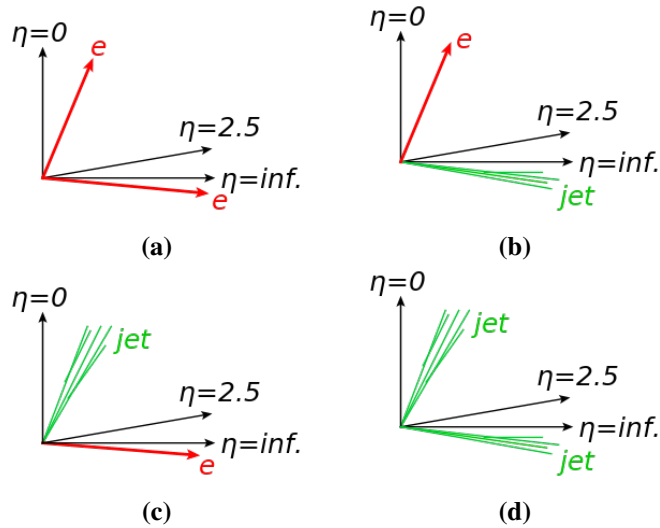 η=0
e
η=2.5
η=inf.
e
(a)
η=0
e
η=2.5
η=inf.
jet
(b)
η=0
jet
η=2.5
η=inf.
e
(c)
η=0
jet
η=2.5
η=inf.
jet
(d)